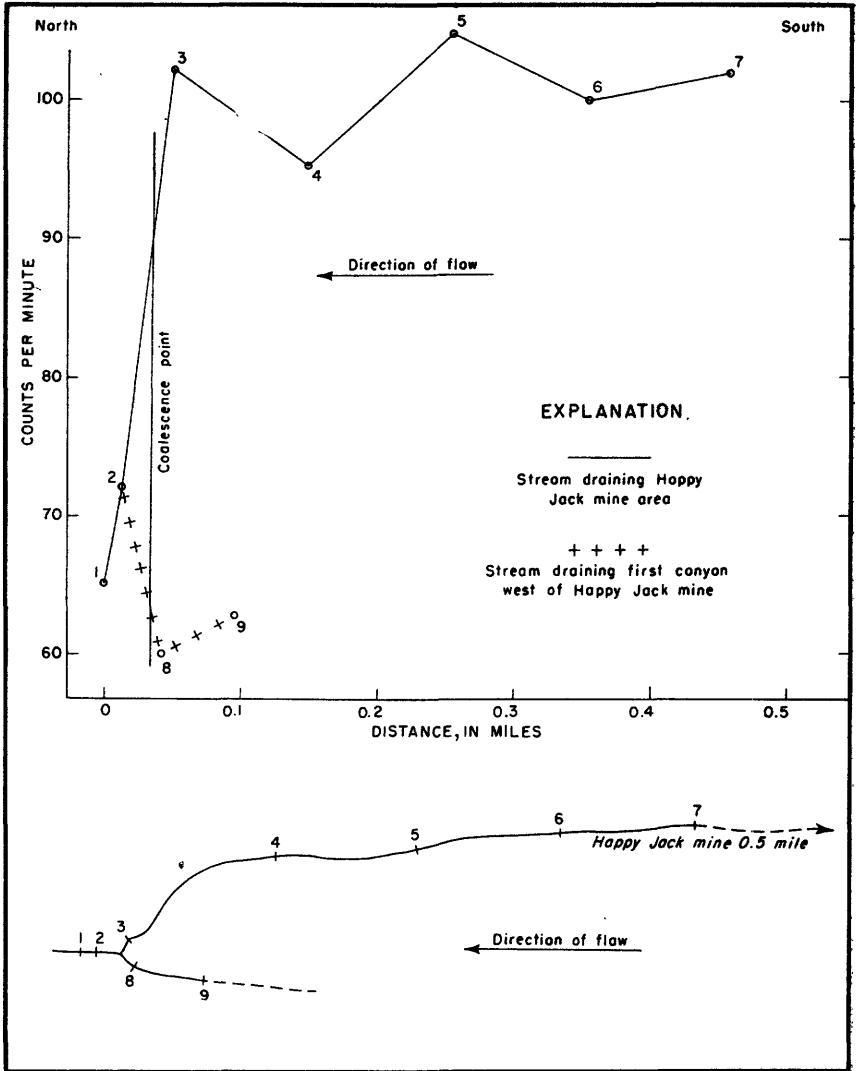 North
South
5
3
7
100
6
4
90
Direction of flow
COUNTS PER MINUTE
Coalescence point
80
EXPLANATION.
Stream draining Happy
Jack mine area
2
70
+ + + +
Stream draining first canyon
west of Happy Jack mine
1
9
60
8
0
0.1
0.2
0.3
0.4
0.5
DISTANCE, IN MILES
7
6
4
5
Happy Jack mine 0.5 mile
3
1
2
Direction of flaw
8
9